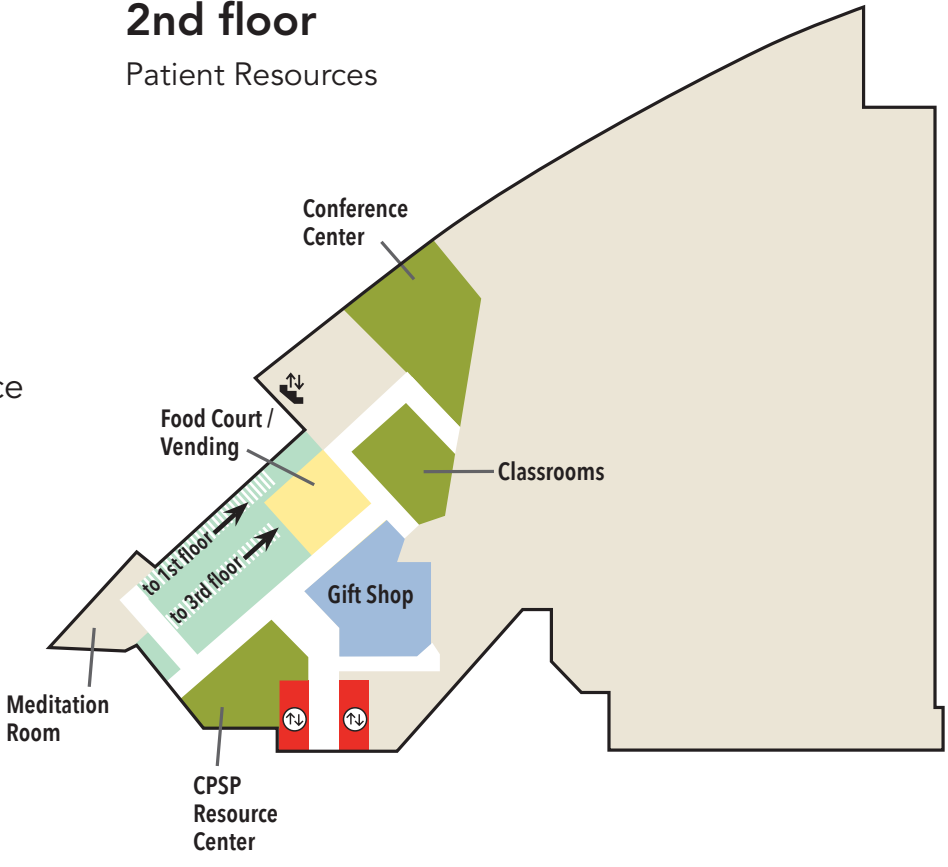 2nd floor
Patient Resources
Conference
Center
ce
Food Court /
Vending
Classrooms
to 1st floor
to 3rd floor
Gift Shop
Meditation
Room
CPSP
Resource
Center